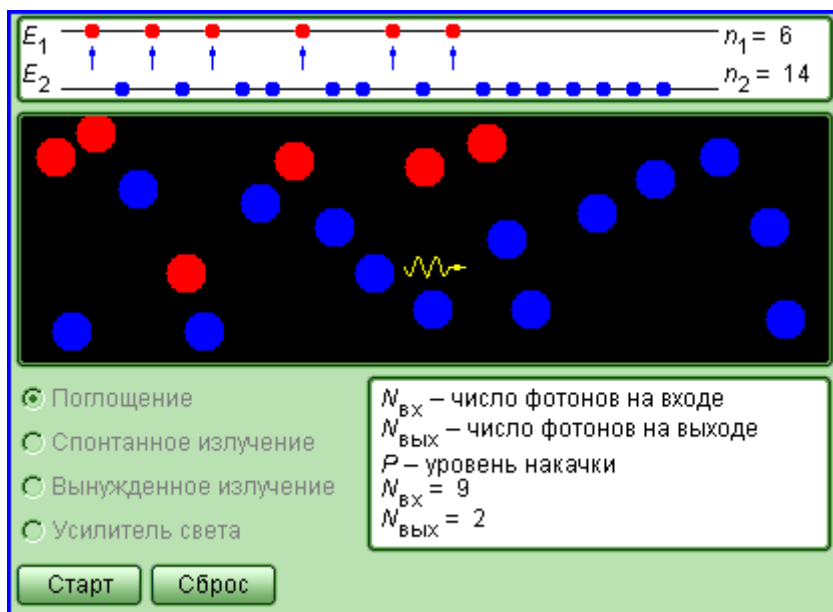 E1 n1 = 6
E2 n2 = 14
Поглощение
Спонтанное излучение
Вынужденное излучение
Усилитель света
Nвх – число фотонов на входе
Nвых – число фотонов на выходе
P – уровень накачки
Nвх = 9
Nвых = 2
Старт Сброс